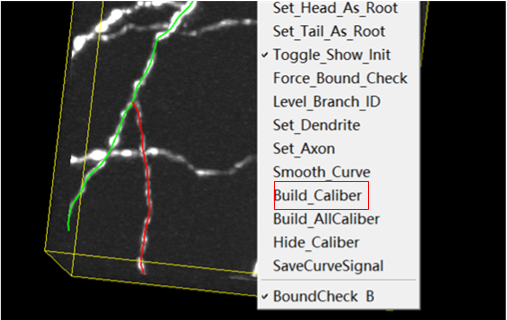 Set_Head_As_Root
Set_Tail_As_Root
Toggle_Show_Init
Force_Bound_Check
Level_Branch_ID
Set_Dendrite
Set_Axon
Smooth_Curve
Build_Caliber
Build_AllCaliber
Hide_Caliber
SaveCurveSignal
BoundCheck B